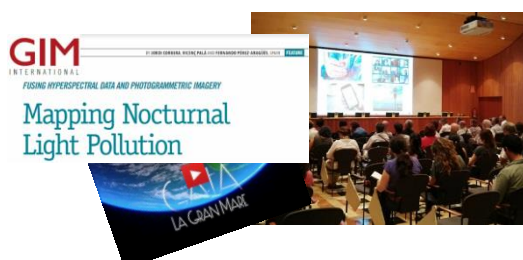 GIM
INTERNATIONAL
BY JORDI CORBERA, VICENÇ PALÀ AND FERNANDO PÉREZ-ARAGÜÉS, SPAIN FEATURE
FUSING HYPERSPECTRAL DATA AND PHOTOGRAMMETRIC IMAGERY
Mapping Nocturnal
Light Pollution
GAIA
LA GRAN MARE